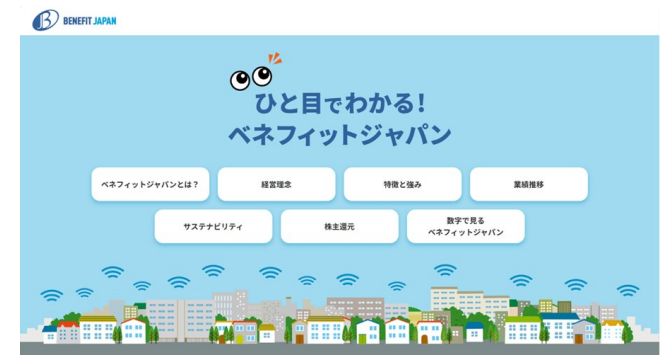 BENEFIT JAPAN
ひと目でわかる!
ベネフィットジャパン
ベネフィットジャパンとは？
経営理念
特徴と強み
業績推移
サステナビリティ
株主還元
数字で見る
ベネフィットジャパン